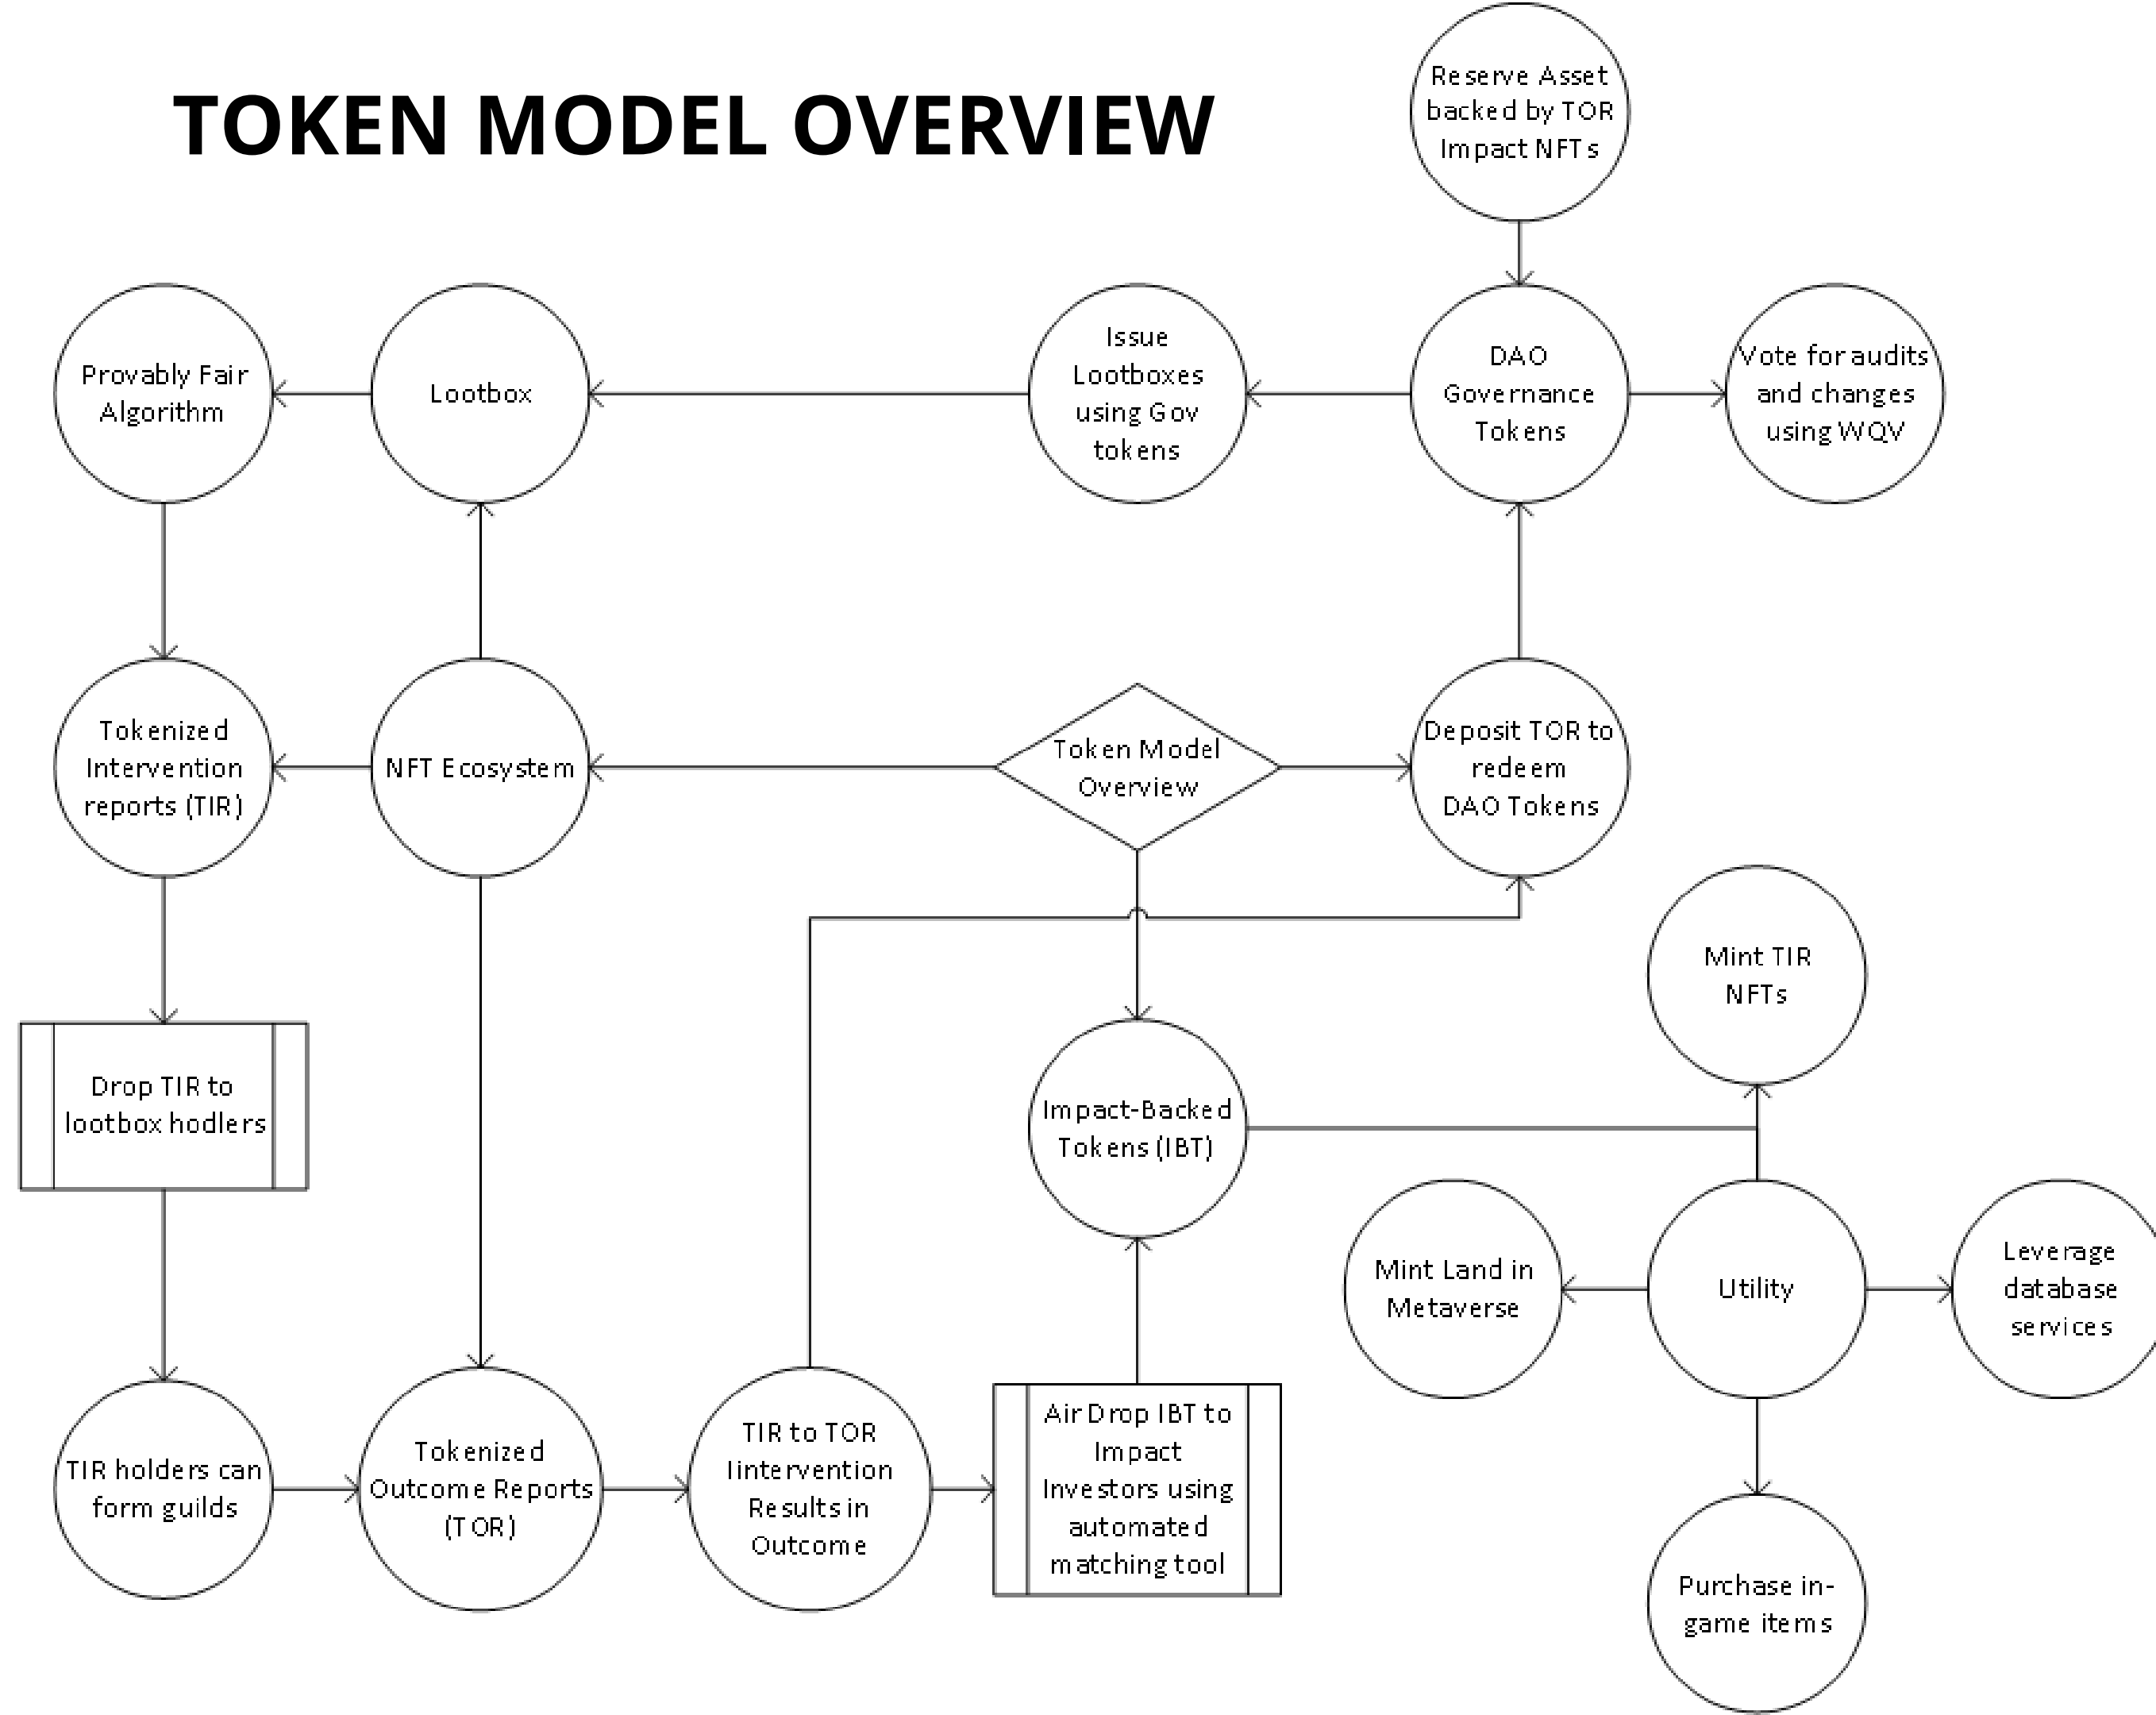 TOKEN MODEL OVERVIEW
Reserve Asset
backed by TOR
Impact NFTs
Provably Fair
Algorithm
Lootbox
Issue
Lootboxes
using Gov
tokens
DAO
Governance
Tokens
Vote for audits
and changes
using WQV
Tokenized
Intervention
reports (TIR)
NFT Ecosystem
Token Model
Overview
Deposit TOR to
redeem
DAO Tokens
Mint TIR
NFTs
Drop TIR to
lootbox hodlers
Impact-Backed
Tokens (IBT)
Mint Land in
Metaverse
Utility
Leverage
database
services
TIR holders can
form guilds
Tokenized
Outcome Reports
(TOR)
TIR to TOR
Iintervention
Results in
Outcome
Air Drop IBT to
Impact
Investors using
automated
matching tool
Purchase in-
game items